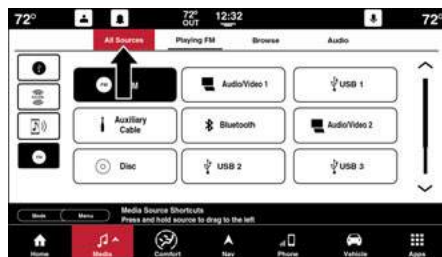 72° 72° OUT 12:32 72°
All Sources Playing FM Browse Audio
FM Audio/Video 1 USB 1
Auxiliary Cable Bluetooth Audio/Video 2
Disc USB 2 USB 3
Media Source Shortcuts
Mode Menu Press and hold source to drag to the left
Home Media Comfort Nav Phone Vehicle Apps